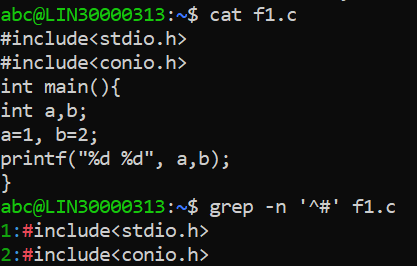 abc@LIN30000313:~$ cat f1.c
#include<stdio.h>
#include<conio.h>
int main(){
int a,b;
a=1, b=2;
printf("%d %d", a,b);
}
abc@LIN30000313:~$ grep -n '^#' f1.c
1:#include<stdio.h>
2:#include<conio.h>